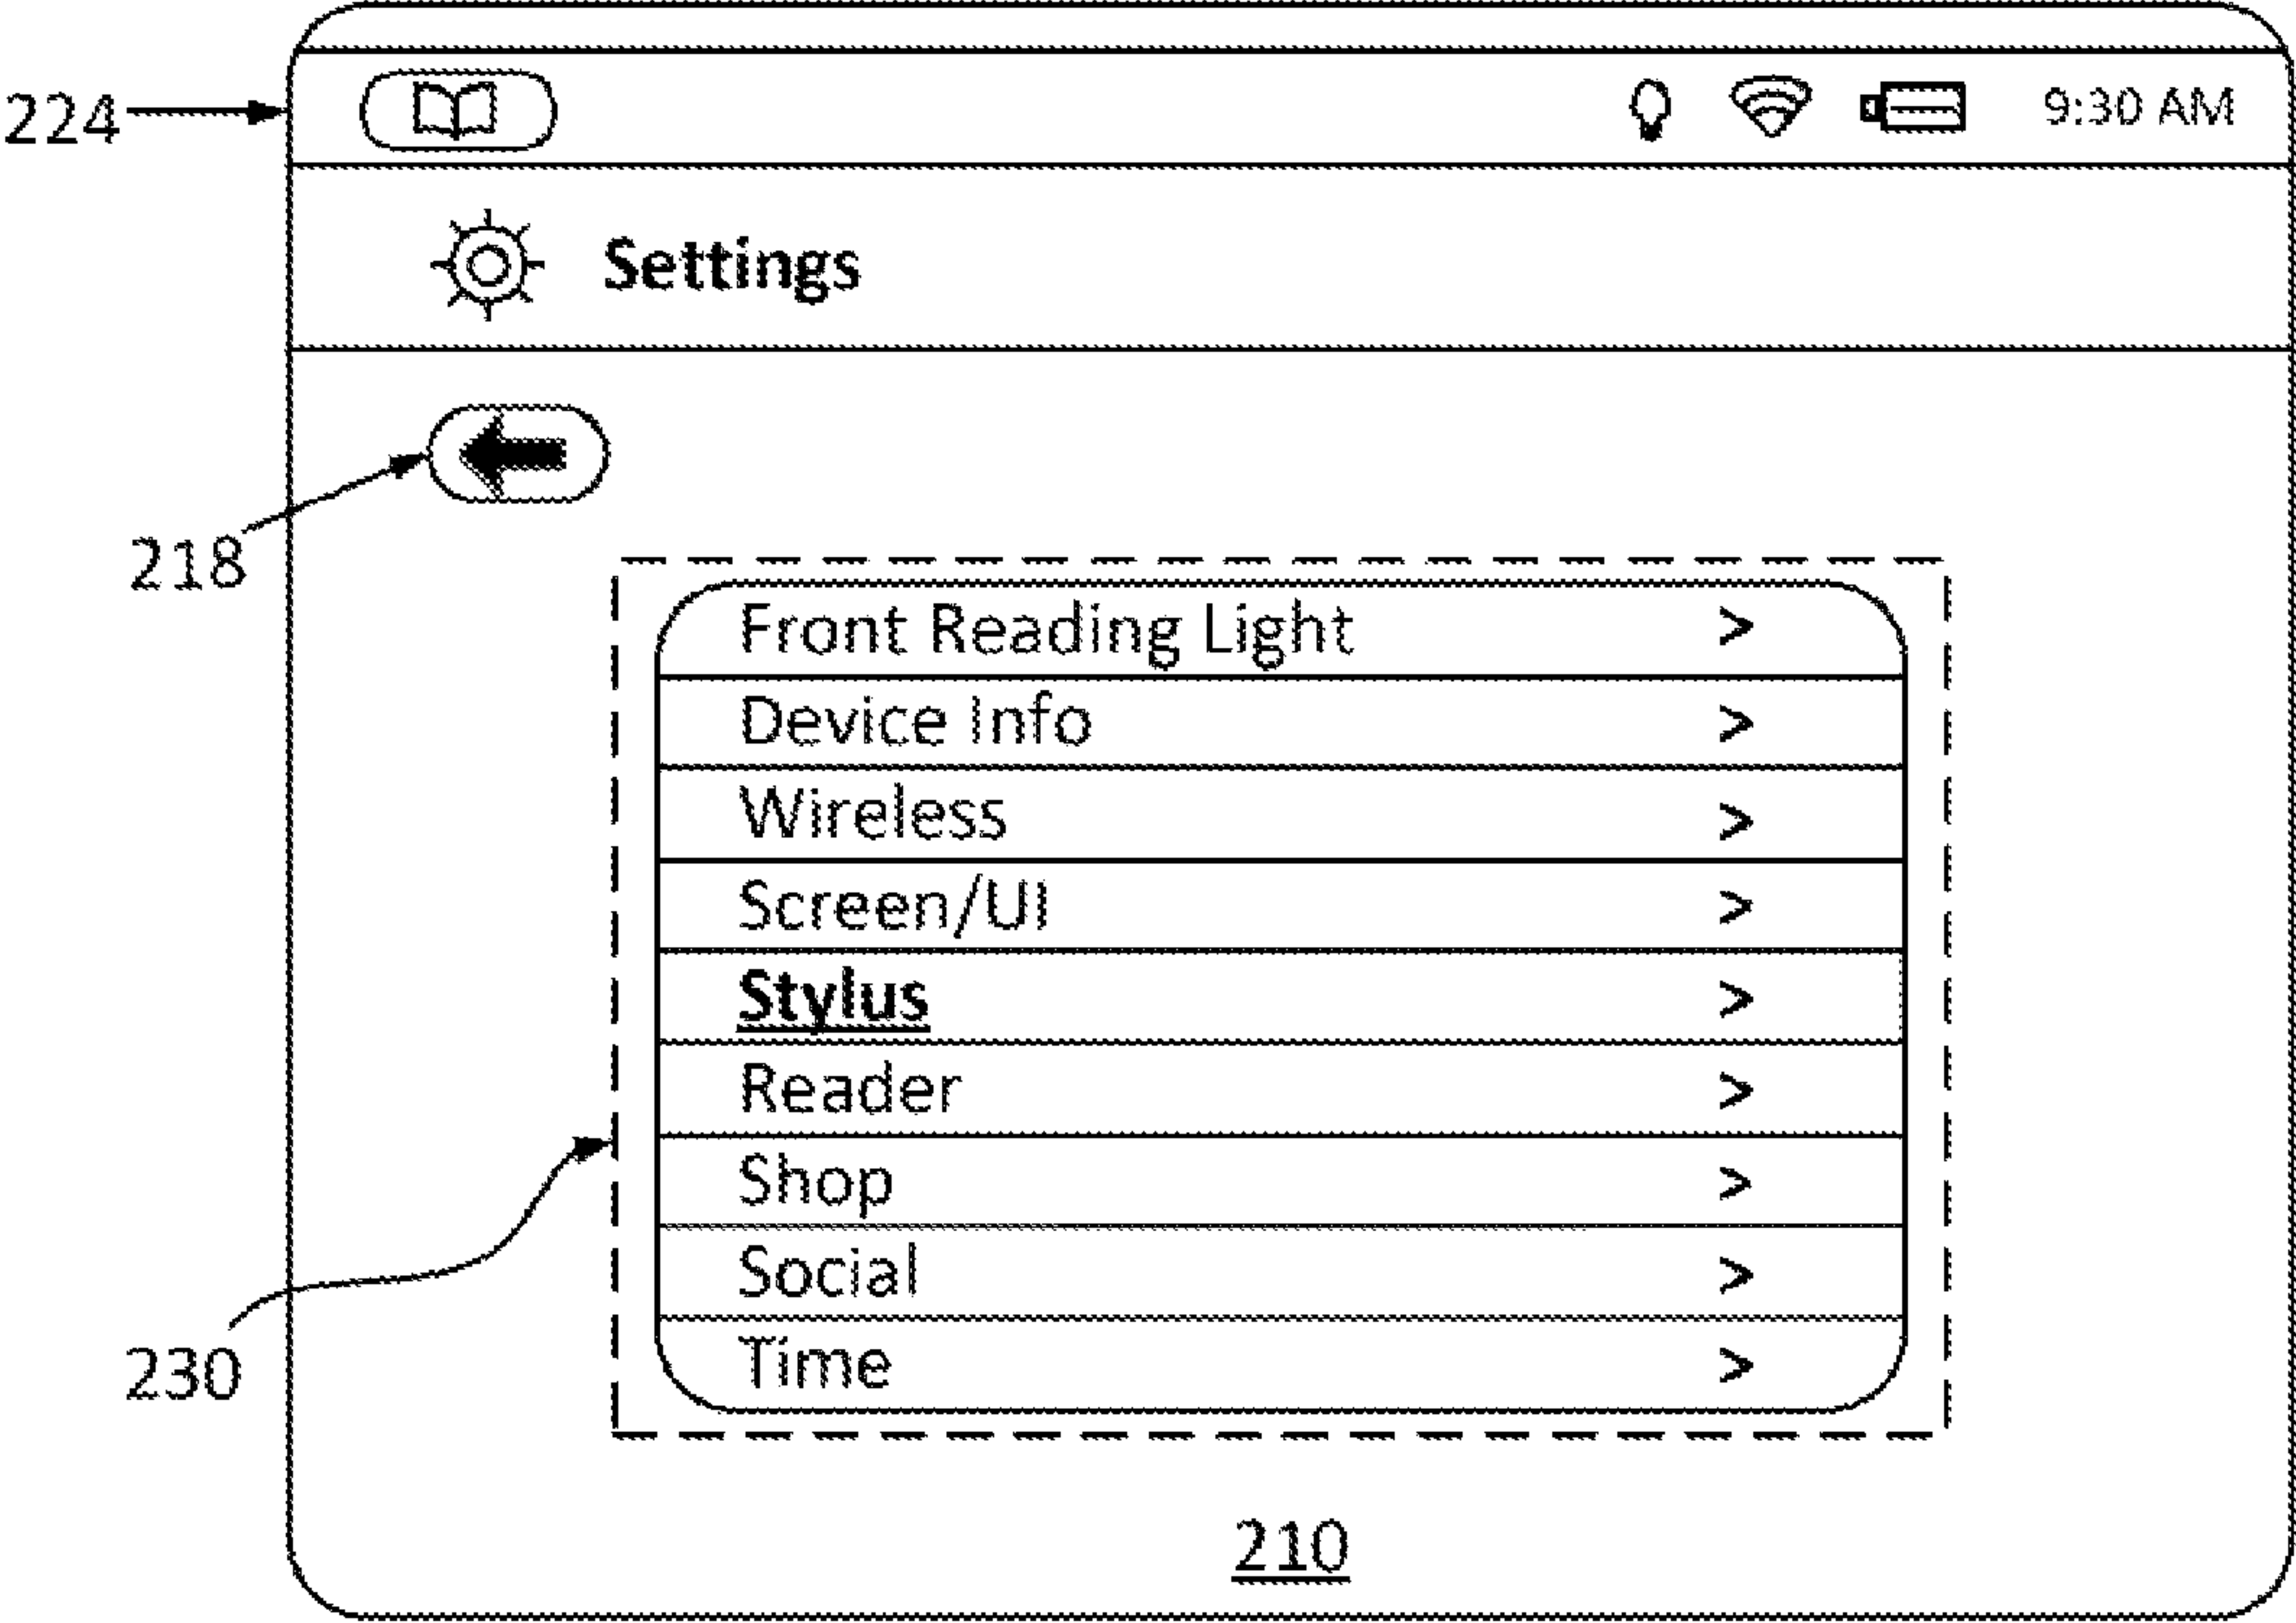 224
9:30 AM
Settings
218
Front Reading Light >
Device Info >
Wireless >
Screen/UI >
Stylus >
Reader >
Shop >
Social >
Time >
230
210